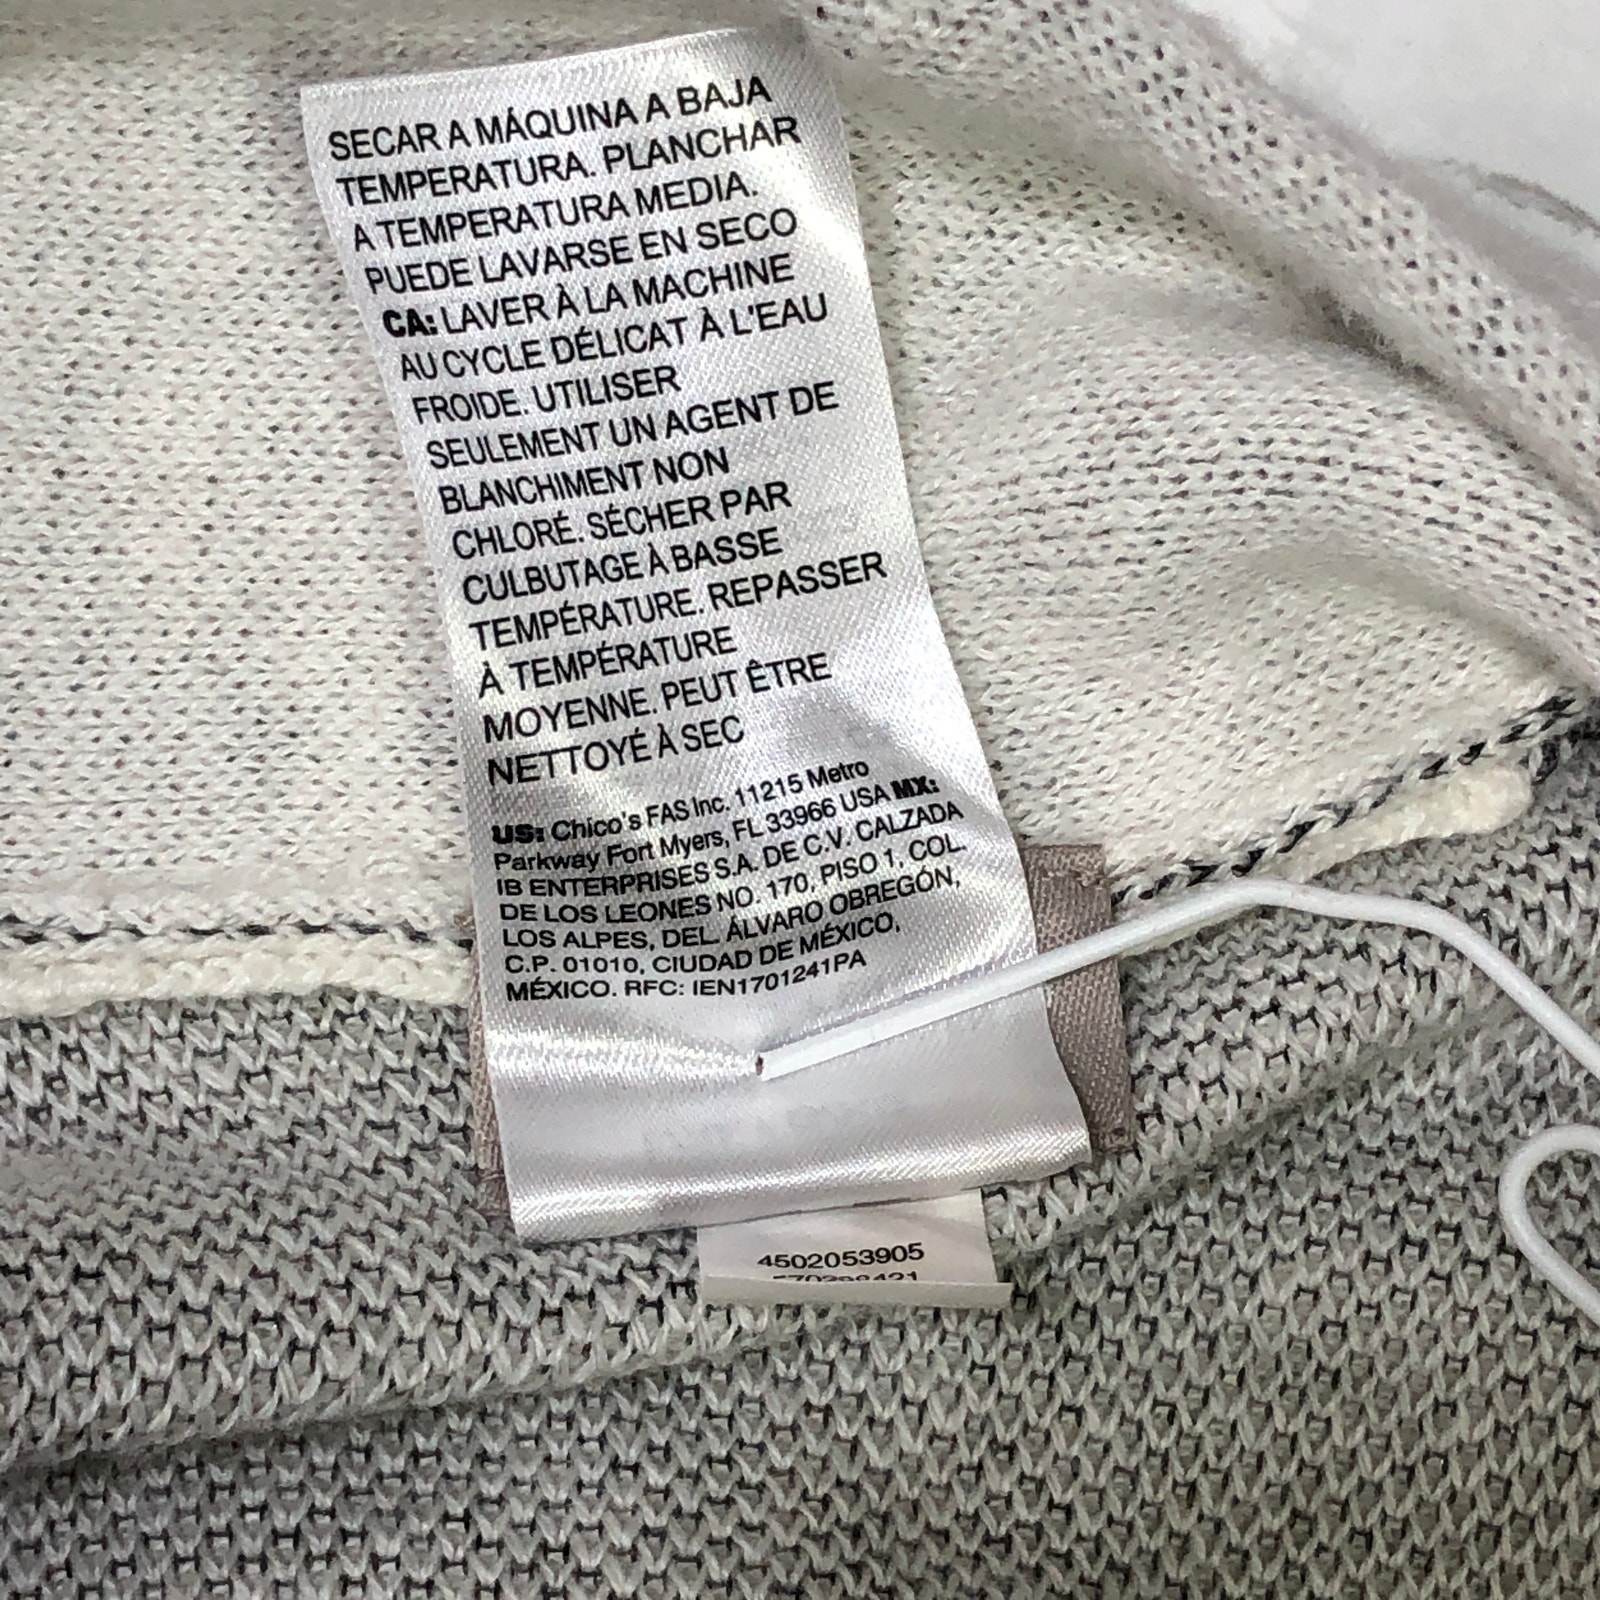 SECAR A MÁQUINA A BAJA
TEMPERATURA. PLANCHAR
A TEMPERATURA MEDIA.
PUEDE LAVARSE EN SECO
CA: LAVER À LA MACHINE
AU CYCLE DÉLICAT À L'EAU
FROIDE. UTILISER
SEULEMENT UN AGENT DE
BLANCHIMENT NON
CHLORÉ. SÉCHER PAR
CULBUTAGE À BASSE
TEMPÉRATURE. REPASSER
À TEMPÉRATURE
MOYENNE. PEUT ÊTRE
NETTOYÉ À SEC
US: Chico's FAS Inc. 11215 Metro
Parkway Fort Myers, FL 33966 USA MX:
IB ENTERPRISES S.A. DE C.V. CALZADA
DE LOS LEONES NO. 170, PISO 1, COL.
LOS ALPES, DEL. ÁLVARO OBREGÓN,
C.P. 01010, CIUDAD DE MÉXICO,
MÉXICO. RFC: IEN1701241PA
4502053905